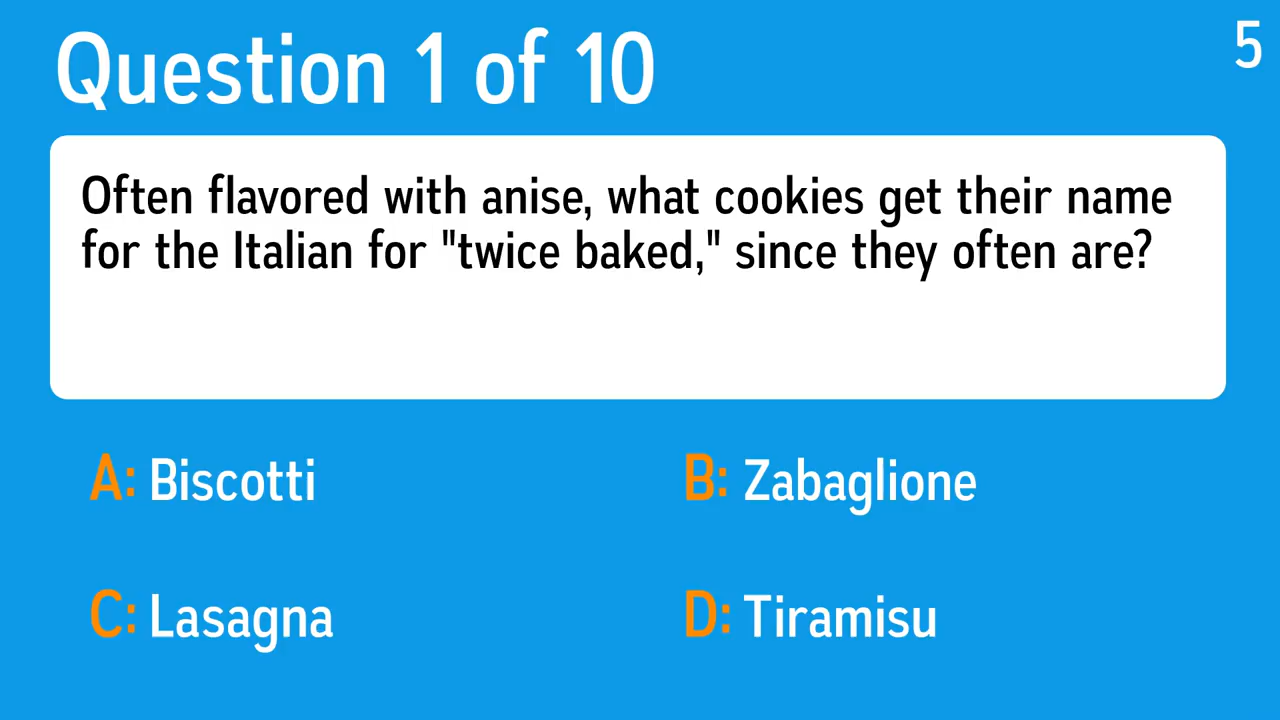 Question 1 of 10
5
Often flavored with anise, what cookies get their name
for the Italian for "twice baked," since they often are?
A: Biscotti
B: Zabaglione
C: Lasagna
D: Tiramisu